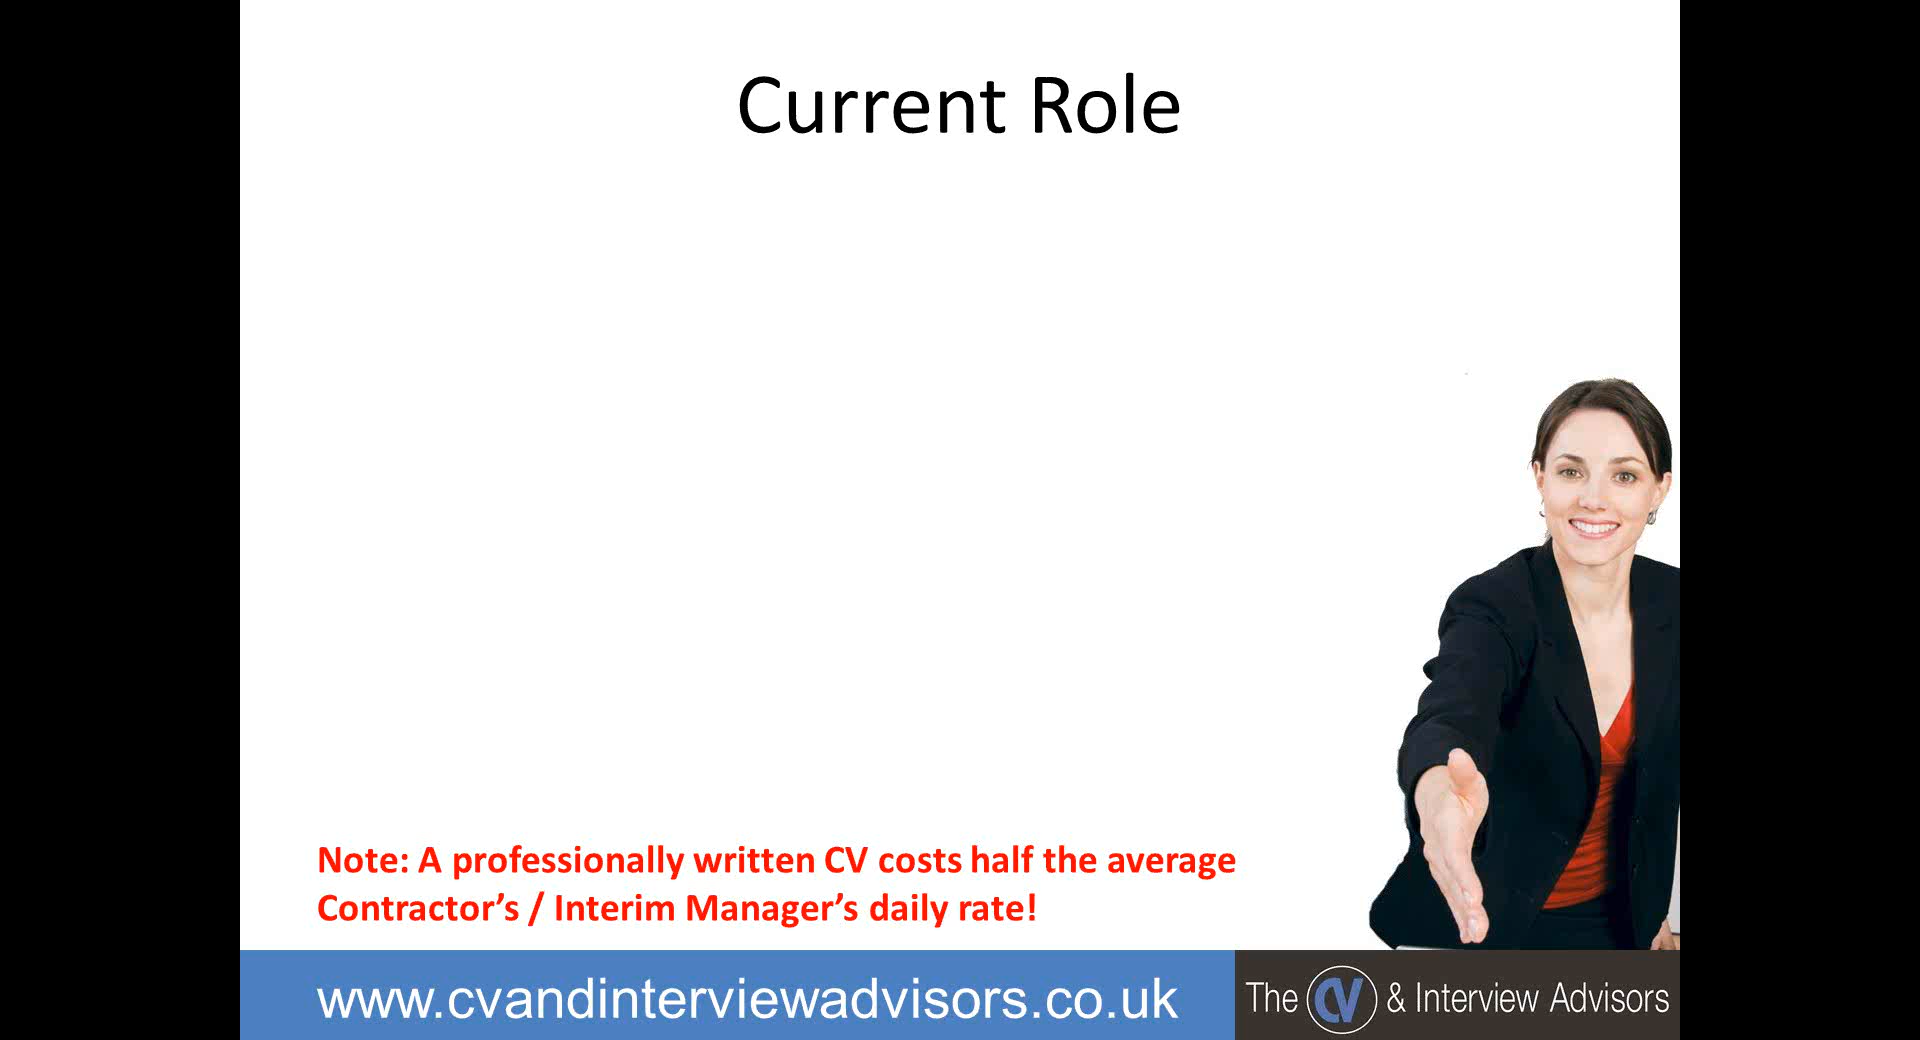 Current Role
Note: A professionally written CV costs half the average
Contractor’s / Interim Manager’s daily rate!
www.cvandinterviewadvisors.co.uk
The CV & Interview Advisors